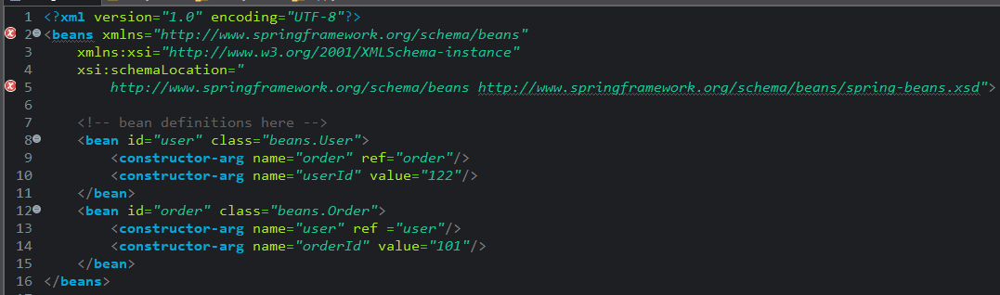 1 <?xml version="1.0" encoding="UTF-8"?>
2 <beans xmlns="http://www.springframework.org/schema/beans"
3 xmlns:xsi="http://www.w3.org/2001/XMLSchema-instance"
4 xsi:schemaLocation="
5 http://www.springframework.org/schema/beans http://www.springframework.org/schema/beans/spring-beans.xsd">
6
7 <!-- bean definitions here -->
8 <bean id="user" class="beans.User">
9 <constructor-arg name="order" ref="order"/>
10 <constructor-arg name="userId" value="122"/>
11 </bean>
12 <bean id="order" class="beans.Order">
13 <constructor-arg name="user" ref ="user"/>
14 <constructor-arg name="orderId" value="101"/>
15 </bean>
16 </beans>